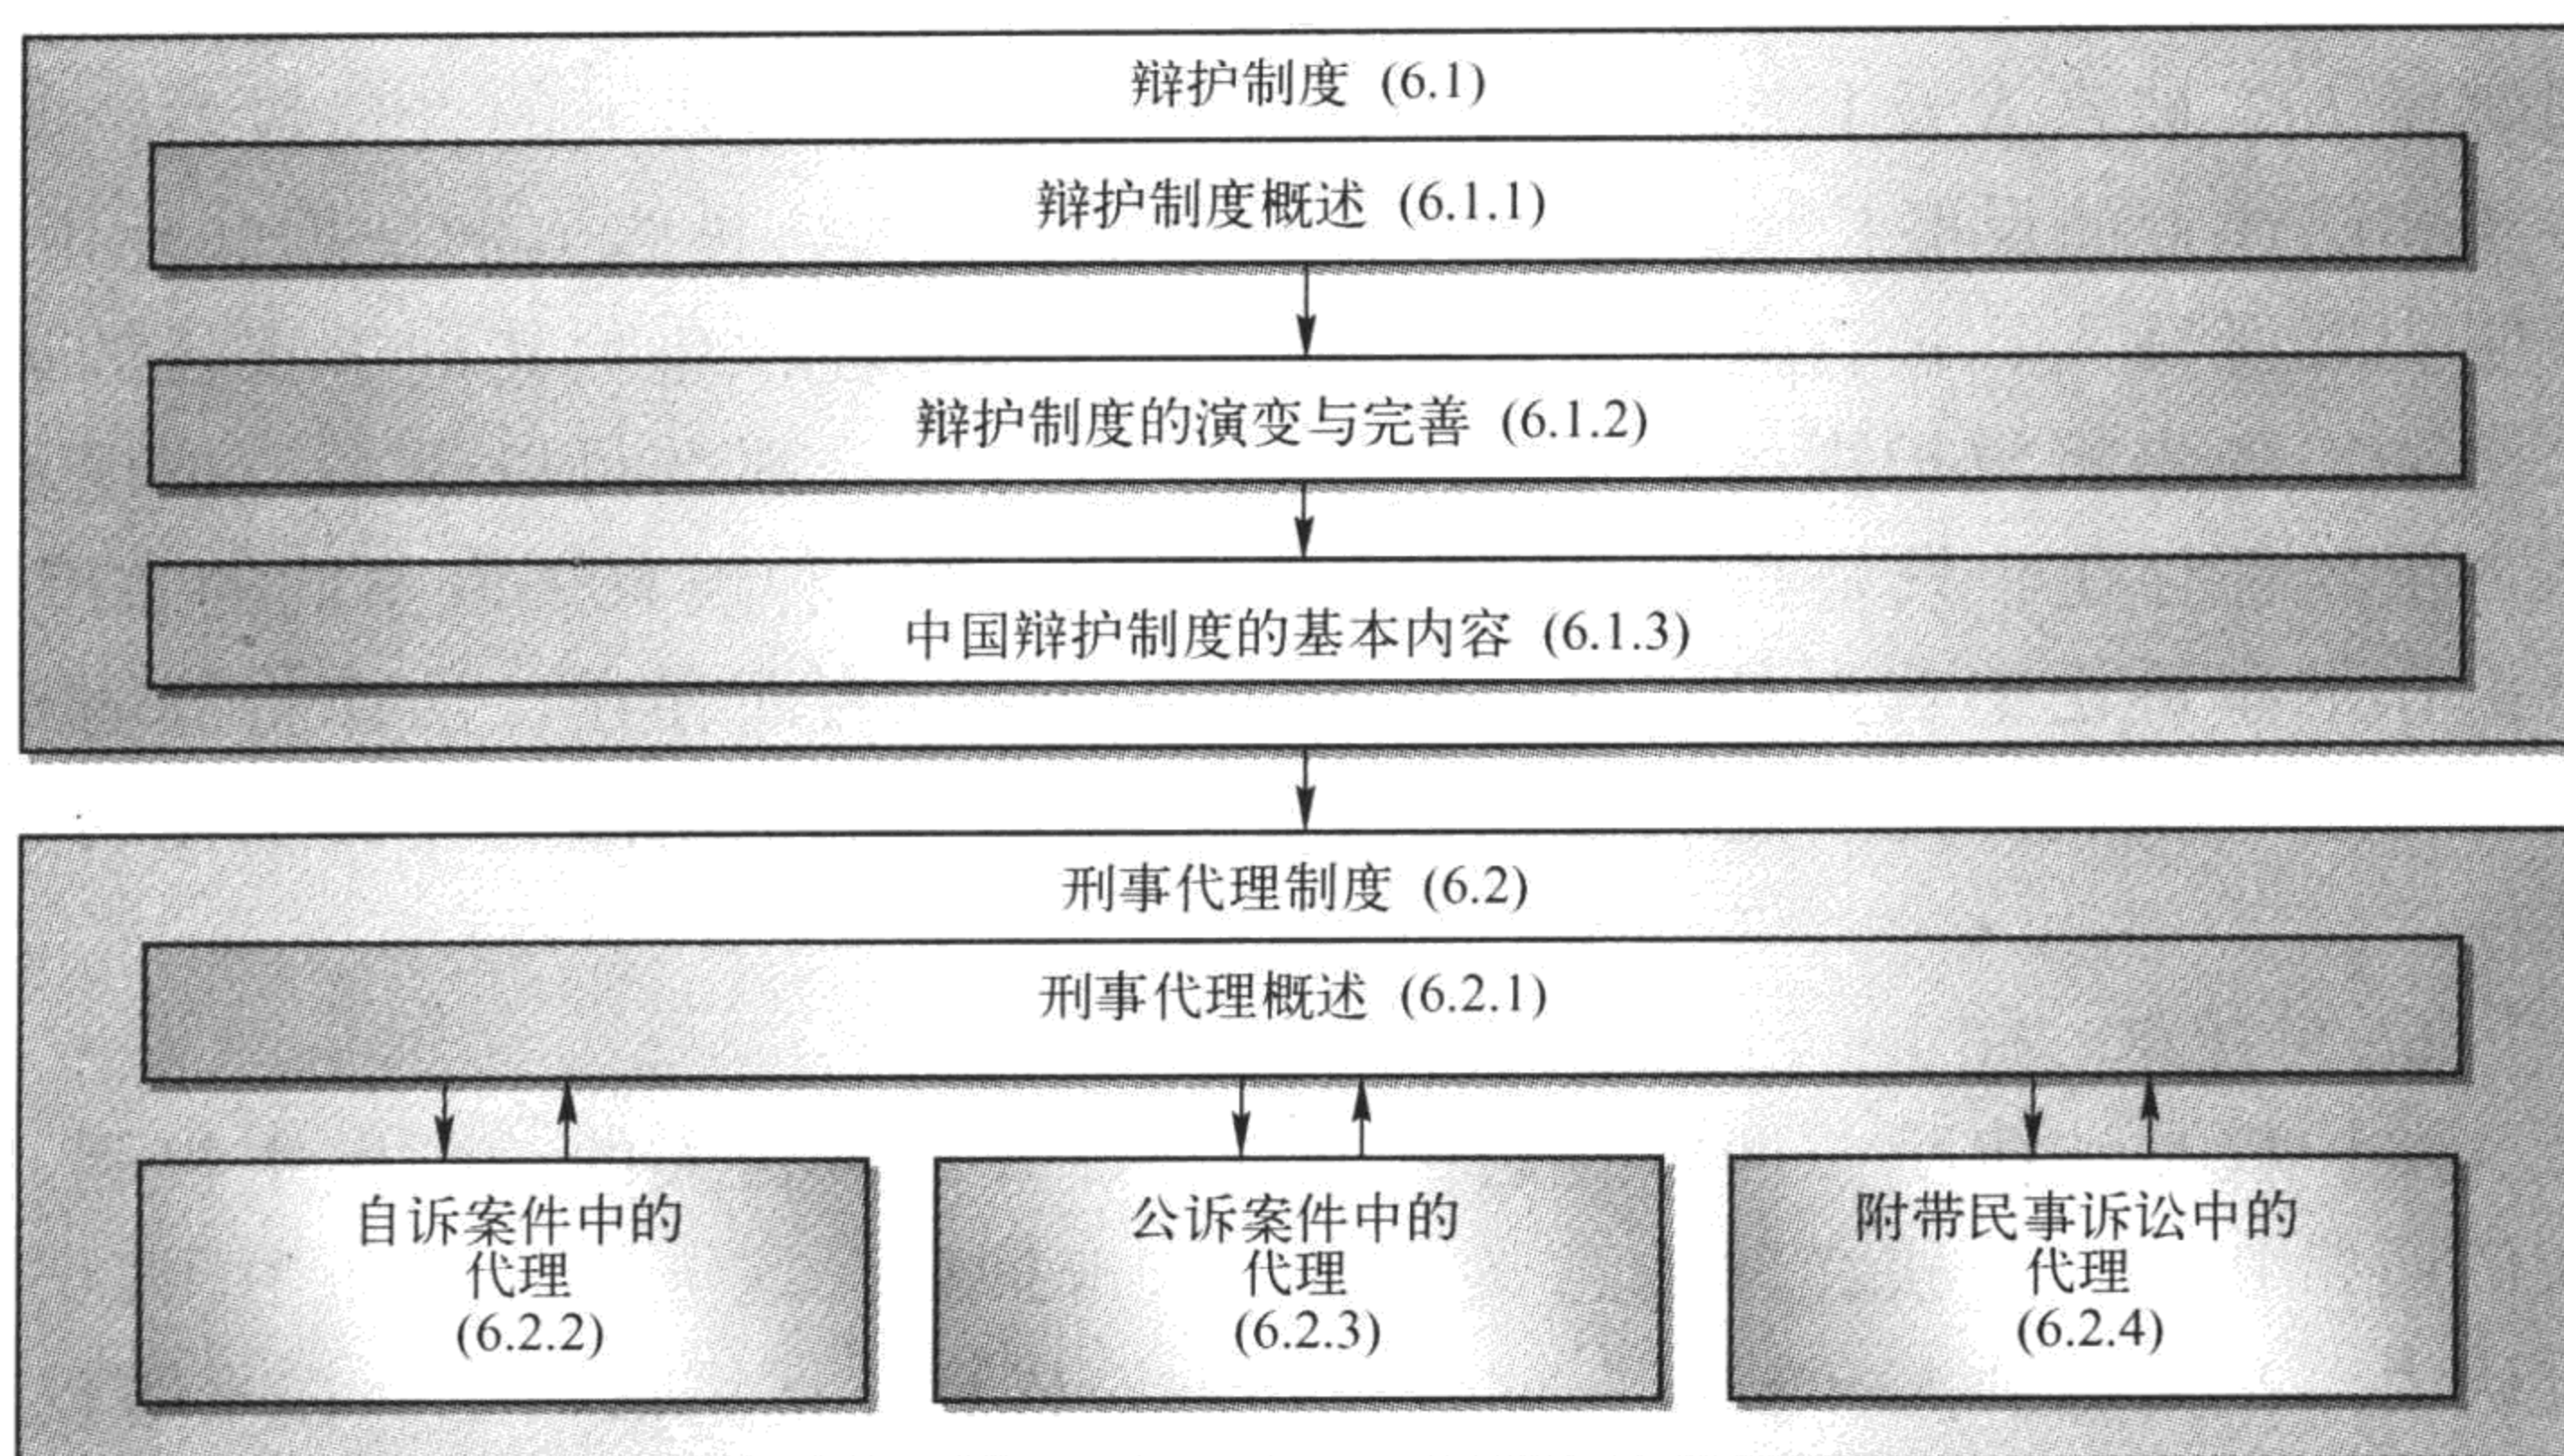 辩护制度 (6.1)
辩护制度概述 (6.1.1)
辩护制度的演变与完善 (6.1.2)
中国辩护制度的基本内容 (6.1.3)
刑事代理制度 (6.2)
刑事代理概述 (6.2.1)
自诉案件中的
代理
(6.2.2)
公诉案件中的
代理
(6.2.3)
附带民事诉讼中的
代理
(6.2.4)